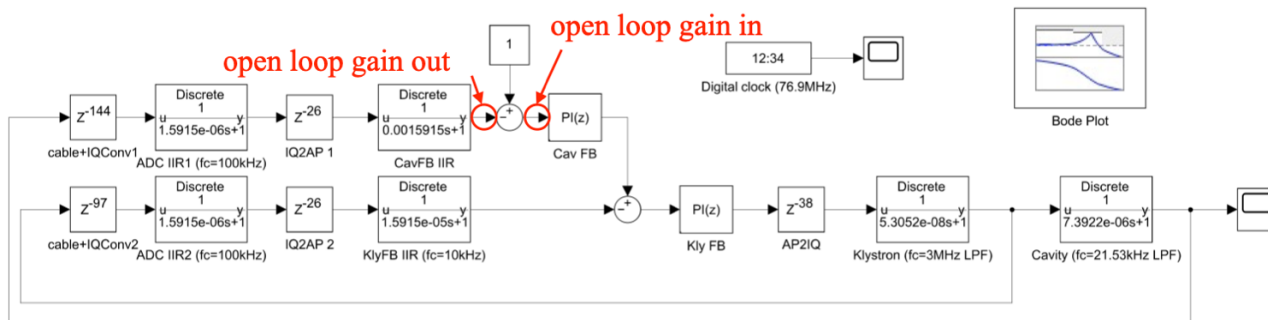 open loop gain in
open loop gain out
1
12:34
Digital clock (76.9MHz)
Bode Plot
Z-144
cable+IQConv1
Discrete
1
u y
1.5915e-06s+1
ADC IIR1 (fc=100kHz)
Z-26
IQ2AP 1
Discrete
1
u y
0.0015915s+1
CavFB IIR
- +
PI(z)
Cav FB
Z-97
cable+IQConv2
Discrete
1
u y
1.5915e-06s+1
ADC IIR2 (fc=100kHz)
Z-26
IQ2AP 2
Discrete
1
u y
1.5915e-05s+1
KlyFB IIR (fc=10kHz)
- +
PI(z)
Kly FB
Z-38
AP2IQ
Discrete
1
u y
5.3052e-08s+1
Klystron (fc=3MHz LPF)
Discrete
1
u y
7.3922e-06s+1
Cavity (fc=21.53kHz LPF)